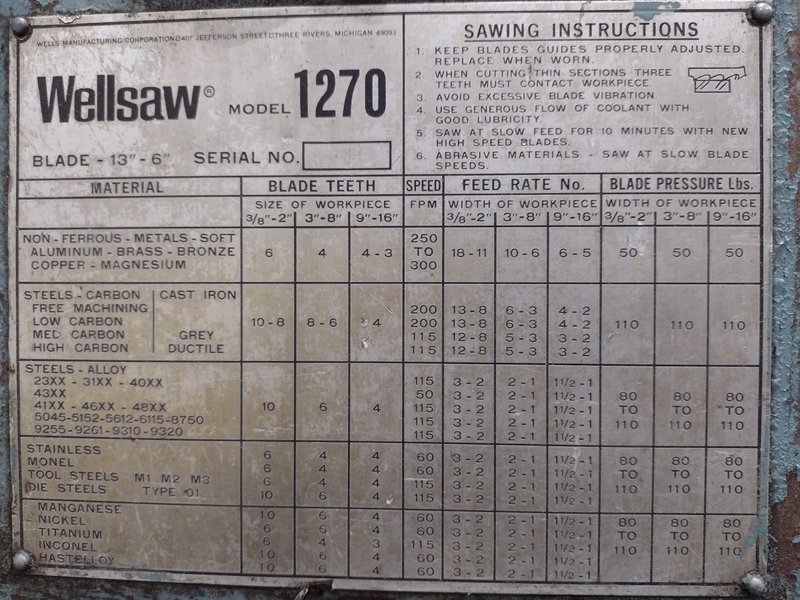 WELLS MANUFACTURING CORPORATION 407 JEFFERSON STREET THREE RIVERS, MICHIGAN 49093
Wellsaw® MODEL 1270
BLADE - 13"- 6" SERIAL NO.
SAWING INSTRUCTIONS
1. KEEP BLADES GUIDES PROPERLY ADJUSTED.
REPLACE WHEN WORN.
2. WHEN CUTTING THIN SECTIONS THREE
TEETH MUST CONTACT WORKPIECE.
3. AVOID EXCESSIVE BLADE VIBRATION.
4. USE GENEROUS FLOW OF COOLANT WITH
GOOD LUBRICITY.
5. SAW AT SLOW FEED FOR 10 MINUTES WITH NEW
HIGH SPEED BLADES.
6. ABRASIVE MATERIALS - SAW AT SLOW BLADE
SPEEDS.
MATERIAL BLADE TEETH SPEED FEED RATE No. BLADE PRESSURE Lbs.
SIZE OF WORKPIECE FPM WIDTH OF WORKPIECE WIDTH OF WORKPIECE
3/8"-2" 3"-8" 9"-16" 3/8"-2" 3"-8" 9"-16" 3/8"-2" 3"-8" 9"-16"
NON - FERROUS - METALS - SOFT 250
ALUMINUM - BRASS - BRONZE 6 4 4-3 TO 18-11 10-6 6-5 50 50 50
COPPER - MAGNESIUM 300
STEELS - CARBON CAST IRON
FREE MACHINING 200 13-8 6-3 4-2
LOW CARBON 10-8 8-6 4 200 13-8 6-3 4-2 110 110 110
MED CARBON GREY 115 12-8 5-3 3-2
HIGH CARBON DUCTILE 115 12-8 5-3 3-2
STEELS - ALLOY
23XX - 31XX - 40XX 115 3-2 2-1 11/2-1
43XX 50 3-2 2-1 11/2-1 80 80 80
41XX - 46XX - 48XX 10 6 4 115 3-2 2-1 11/2-1 TO TO TO
5045-5152-5612-6115-8750 115 3-2 2-1 11/2-1 110 110 110
9255-9261-9310-9320 115 3-2 2-1 11/2-1
STAINLESS 6 4 4 60 3-2 2-1 11/2-1 80 80 80
MONEL 6 4 4 60 3-2 2-1 11/2-1 TO TO TO
TOOL STEELS M1 M2 M3 6 4 4 115 3-2 2-1 11/2-1 110 110 110
DIE STEELS TYPE 01 10 6 4 115 3-2 2-1 11/2-1
MANGANESE 10 6 4 60 3-2 2-1 11/2-1 80 80 80
NICKEL 6 6 4 60 3-2 2-1 11/2-1 TO TO TO
TITANIUM 6 4 3 115 3-2 2-1 11/2-1 110 110 110
INCONEL 10 6 4 60 3-2 2-1 11/2-1
HASTELLOY 10 6 4 60 3-2 2-1 11/2-1